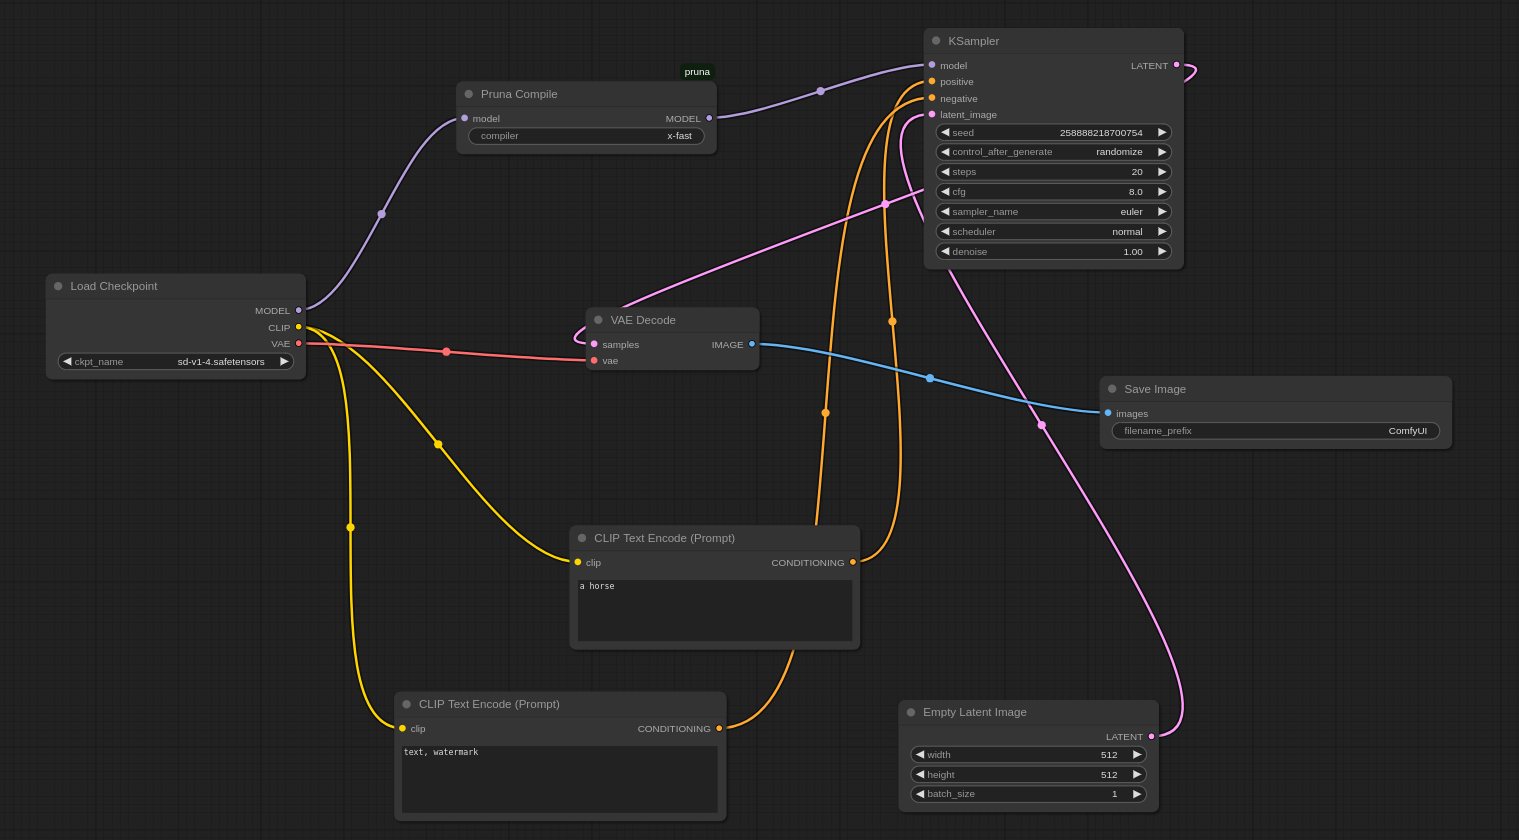 KSampler
model LATENT
positive
negative
latent_image
seed 258888218700754
control_after_generate randomize
steps 20
cfg 8.0
sampler_name euler
scheduler normal
denoise 1.00
pruna
Pruna Compile
model MODEL
compiler x-fast
Load Checkpoint
MODEL
CLIP
VAE
ckpt_name sd-v1-4.safetensors
VAE Decode
samples IMAGE
vae
Save Image
images
filename_prefix ComfyUI
CLIP Text Encode (Prompt)
clip CONDITIONING
a horse
CLIP Text Encode (Prompt)
clip CONDITIONING
text, watermark
Empty Latent Image
LATENT
width 512
height 512
batch_size 1